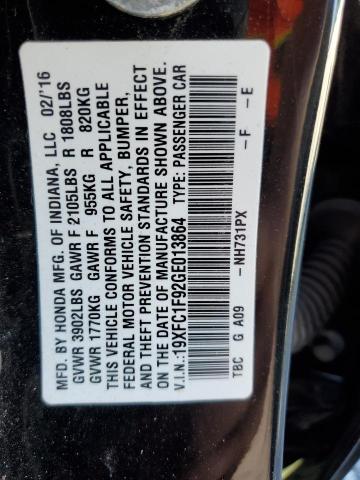 MFD. BY HONDA MFG. OF INDIANA, LLC 02/'16
GVWR 3902LBS GAWR F 2105LBS R 1808LBS
GVWR 1770KG GAWR F 955KG R 820KG
THIS VEHICLE CONFORMS TO ALL APPLICABLE
FEDERAL MOTOR VEHICLE SAFETY, BUMPER,
AND THEFT PREVENTION STANDARDS IN EFFECT
ON THE DATE OF MANUFACTURE SHOWN ABOVE.
V.I.N.:19XFC1F92GE013864 TYPE: PASSENGER CAR
-NH731PX -F -E
TBC G A09